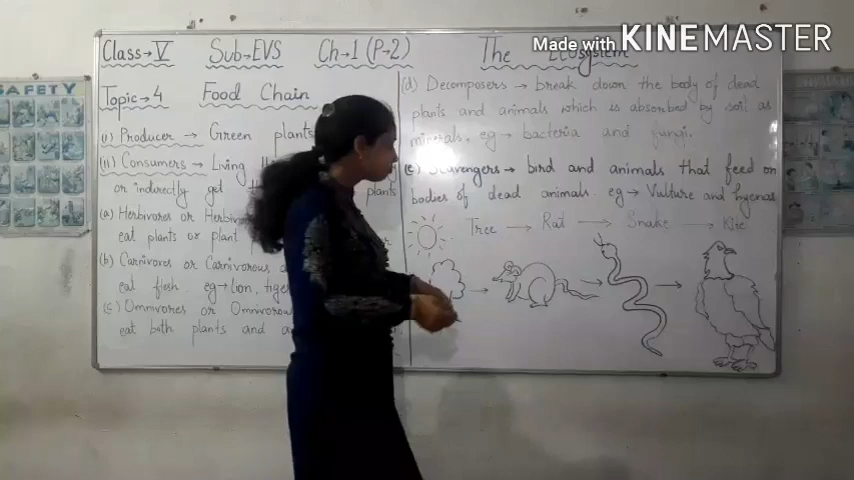 Made with KINEMASTER
Class→V Sub→EVS Ch→1 (P→2) The Ecosystem
Topic→4 Food Chain
(i) Producer → Green plants
(ii) Consumers → Living
or indirectly get plants
(a) Herbivores or
eat plants or plant
(b) Carnivores or Carnivorous
eat flesh. eg→ Lion,
(c) Omnivores or Omnivorous
eat both plants and
(d) Decomposers → break down the body of dead
plants and animals which is absorbed by soil as
minerals. eg → bacteria and fungi.
(e) Scavengers → bird and animals that feed on
bodies of dead animals. eg → Vulture and hyenas
Tree → Rat → Snake → Kite
SAFETY